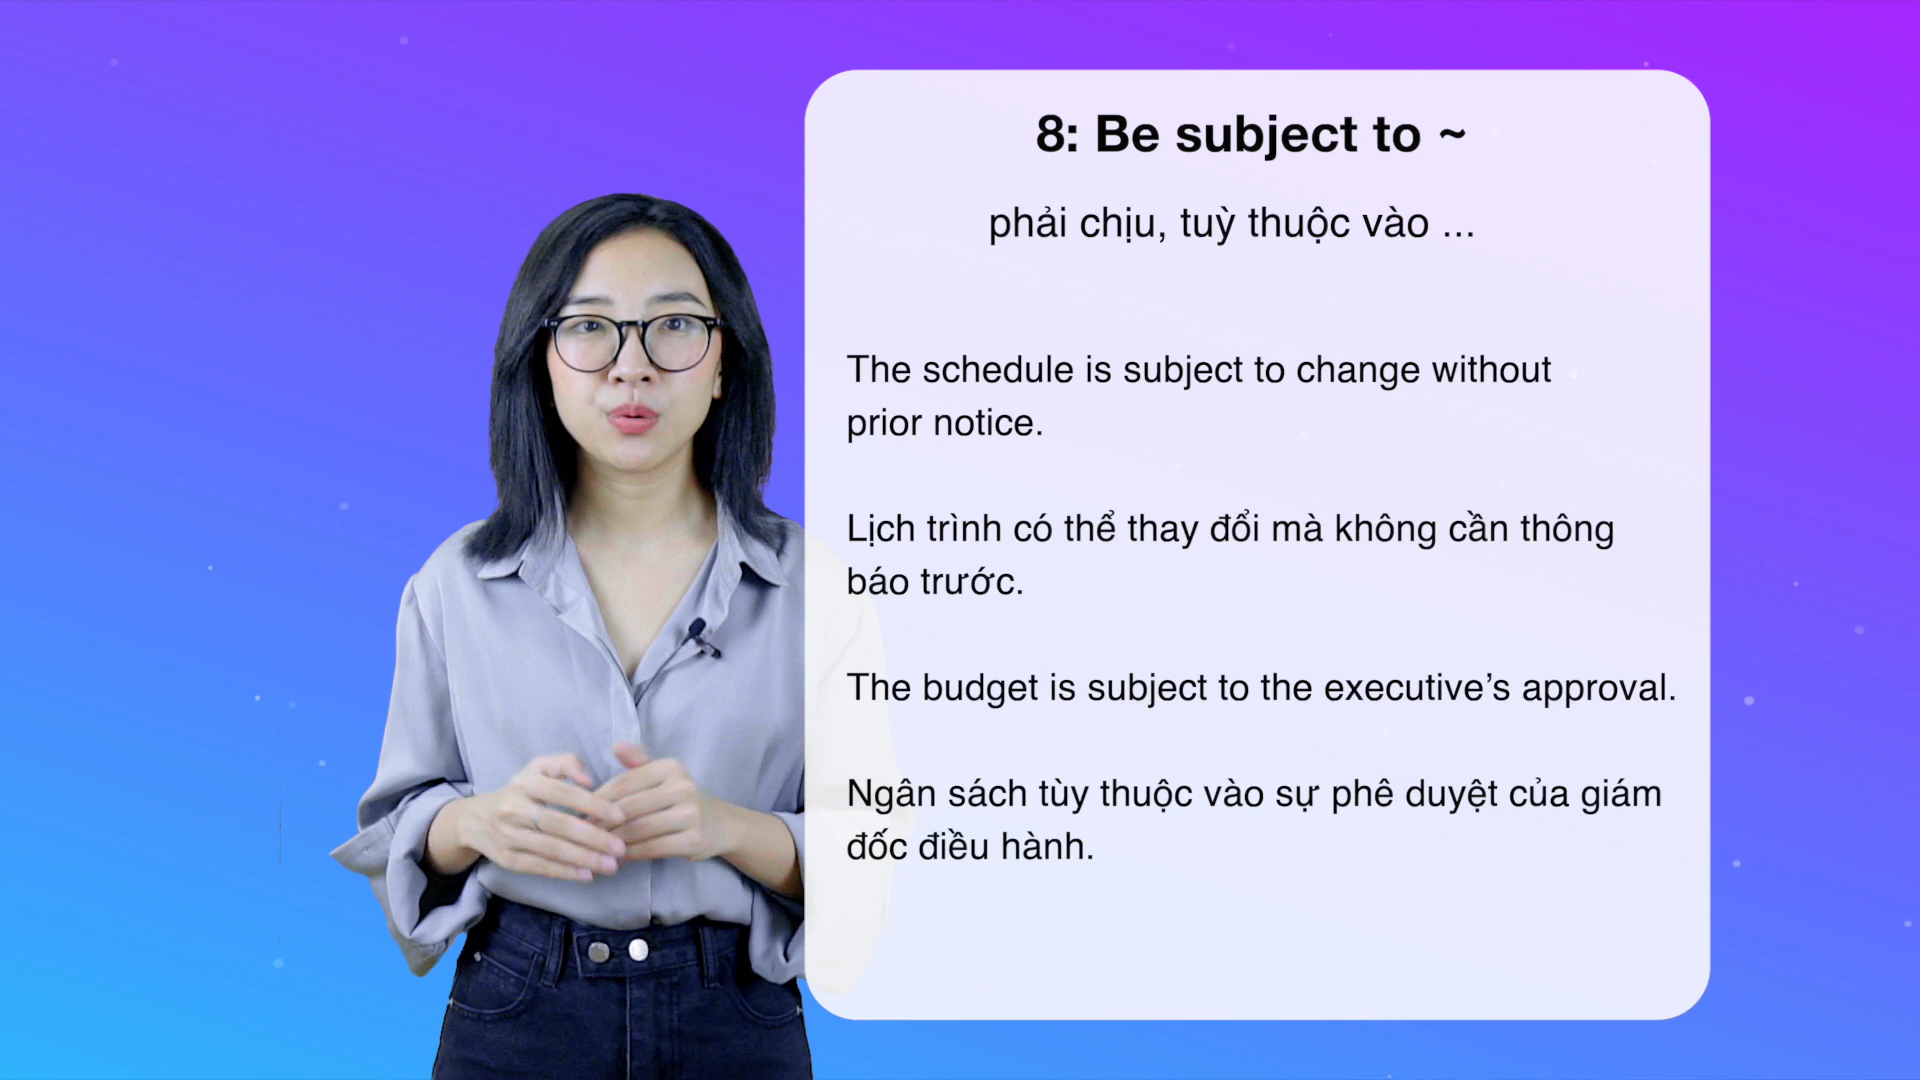 8: Be subject to ~
phải chịu, tuỳ thuộc vào ...
The schedule is subject to change without
prior notice.
Lịch trình có thể thay đổi mà không cần thông
báo trước.
The budget is subject to the executive’s approval.
Ngân sách tùy thuộc vào sự phê duyệt của giám
đốc điều hành.